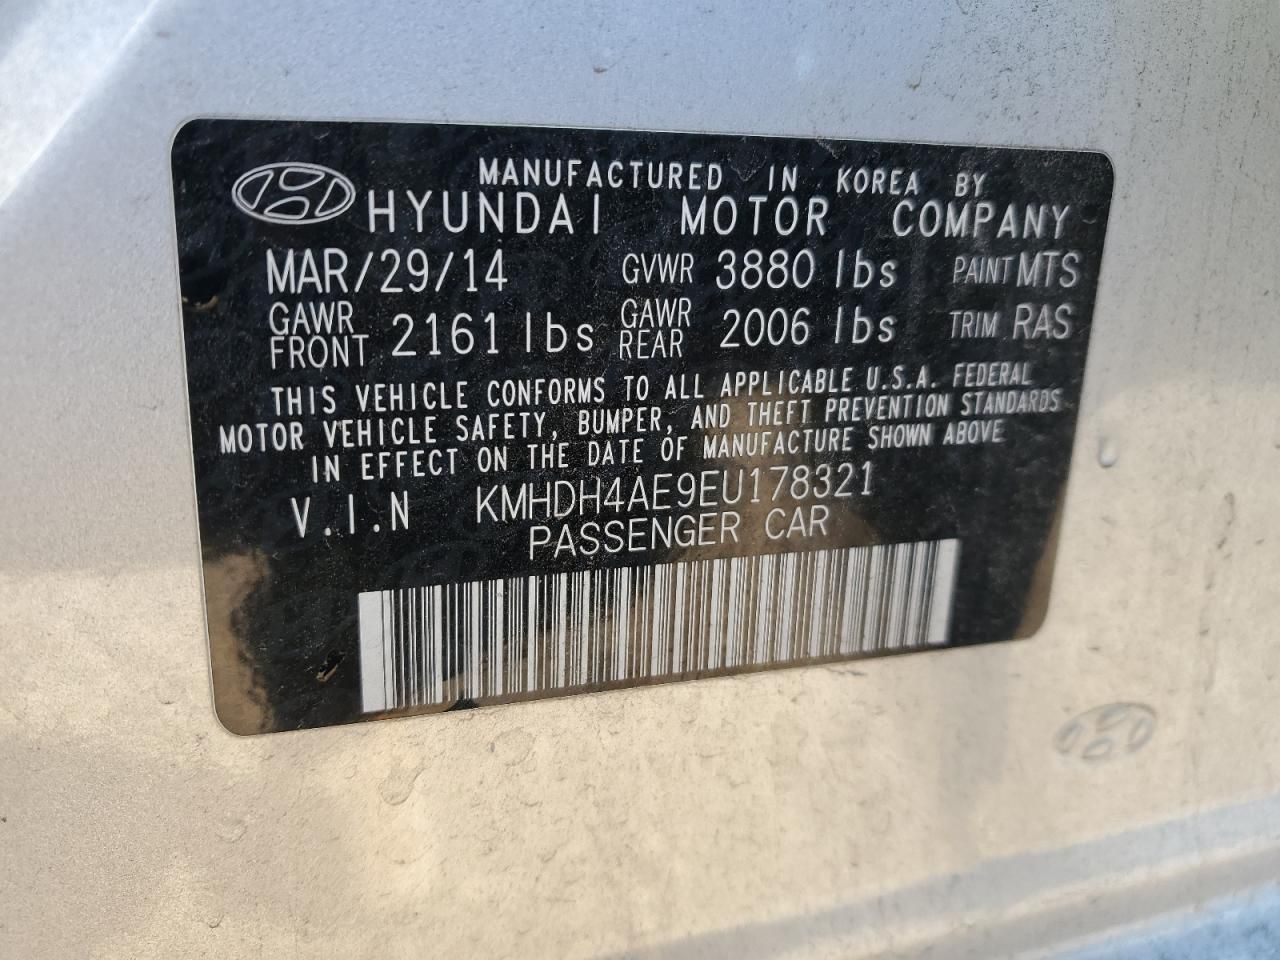 MANUFACTURED IN KOREA BY
HYUNDAI MOTOR COMPANY
MAR/29/14 GVWR 3880 lbs PAINT MTS
GAWR FRONT 2161 lbs GAWR REAR 2006 lbs TRIM RAS
THIS VEHICLE CONFORMS TO ALL APPLICABLE U.S.A. FEDERAL
MOTOR VEHICLE SAFETY, BUMPER, AND THEFT PREVENTION STANDARDS
IN EFFECT ON THE DATE OF MANUFACTURE SHOWN ABOVE
V.I.N KMHDH4AE9EU178321
PASSENGER CAR